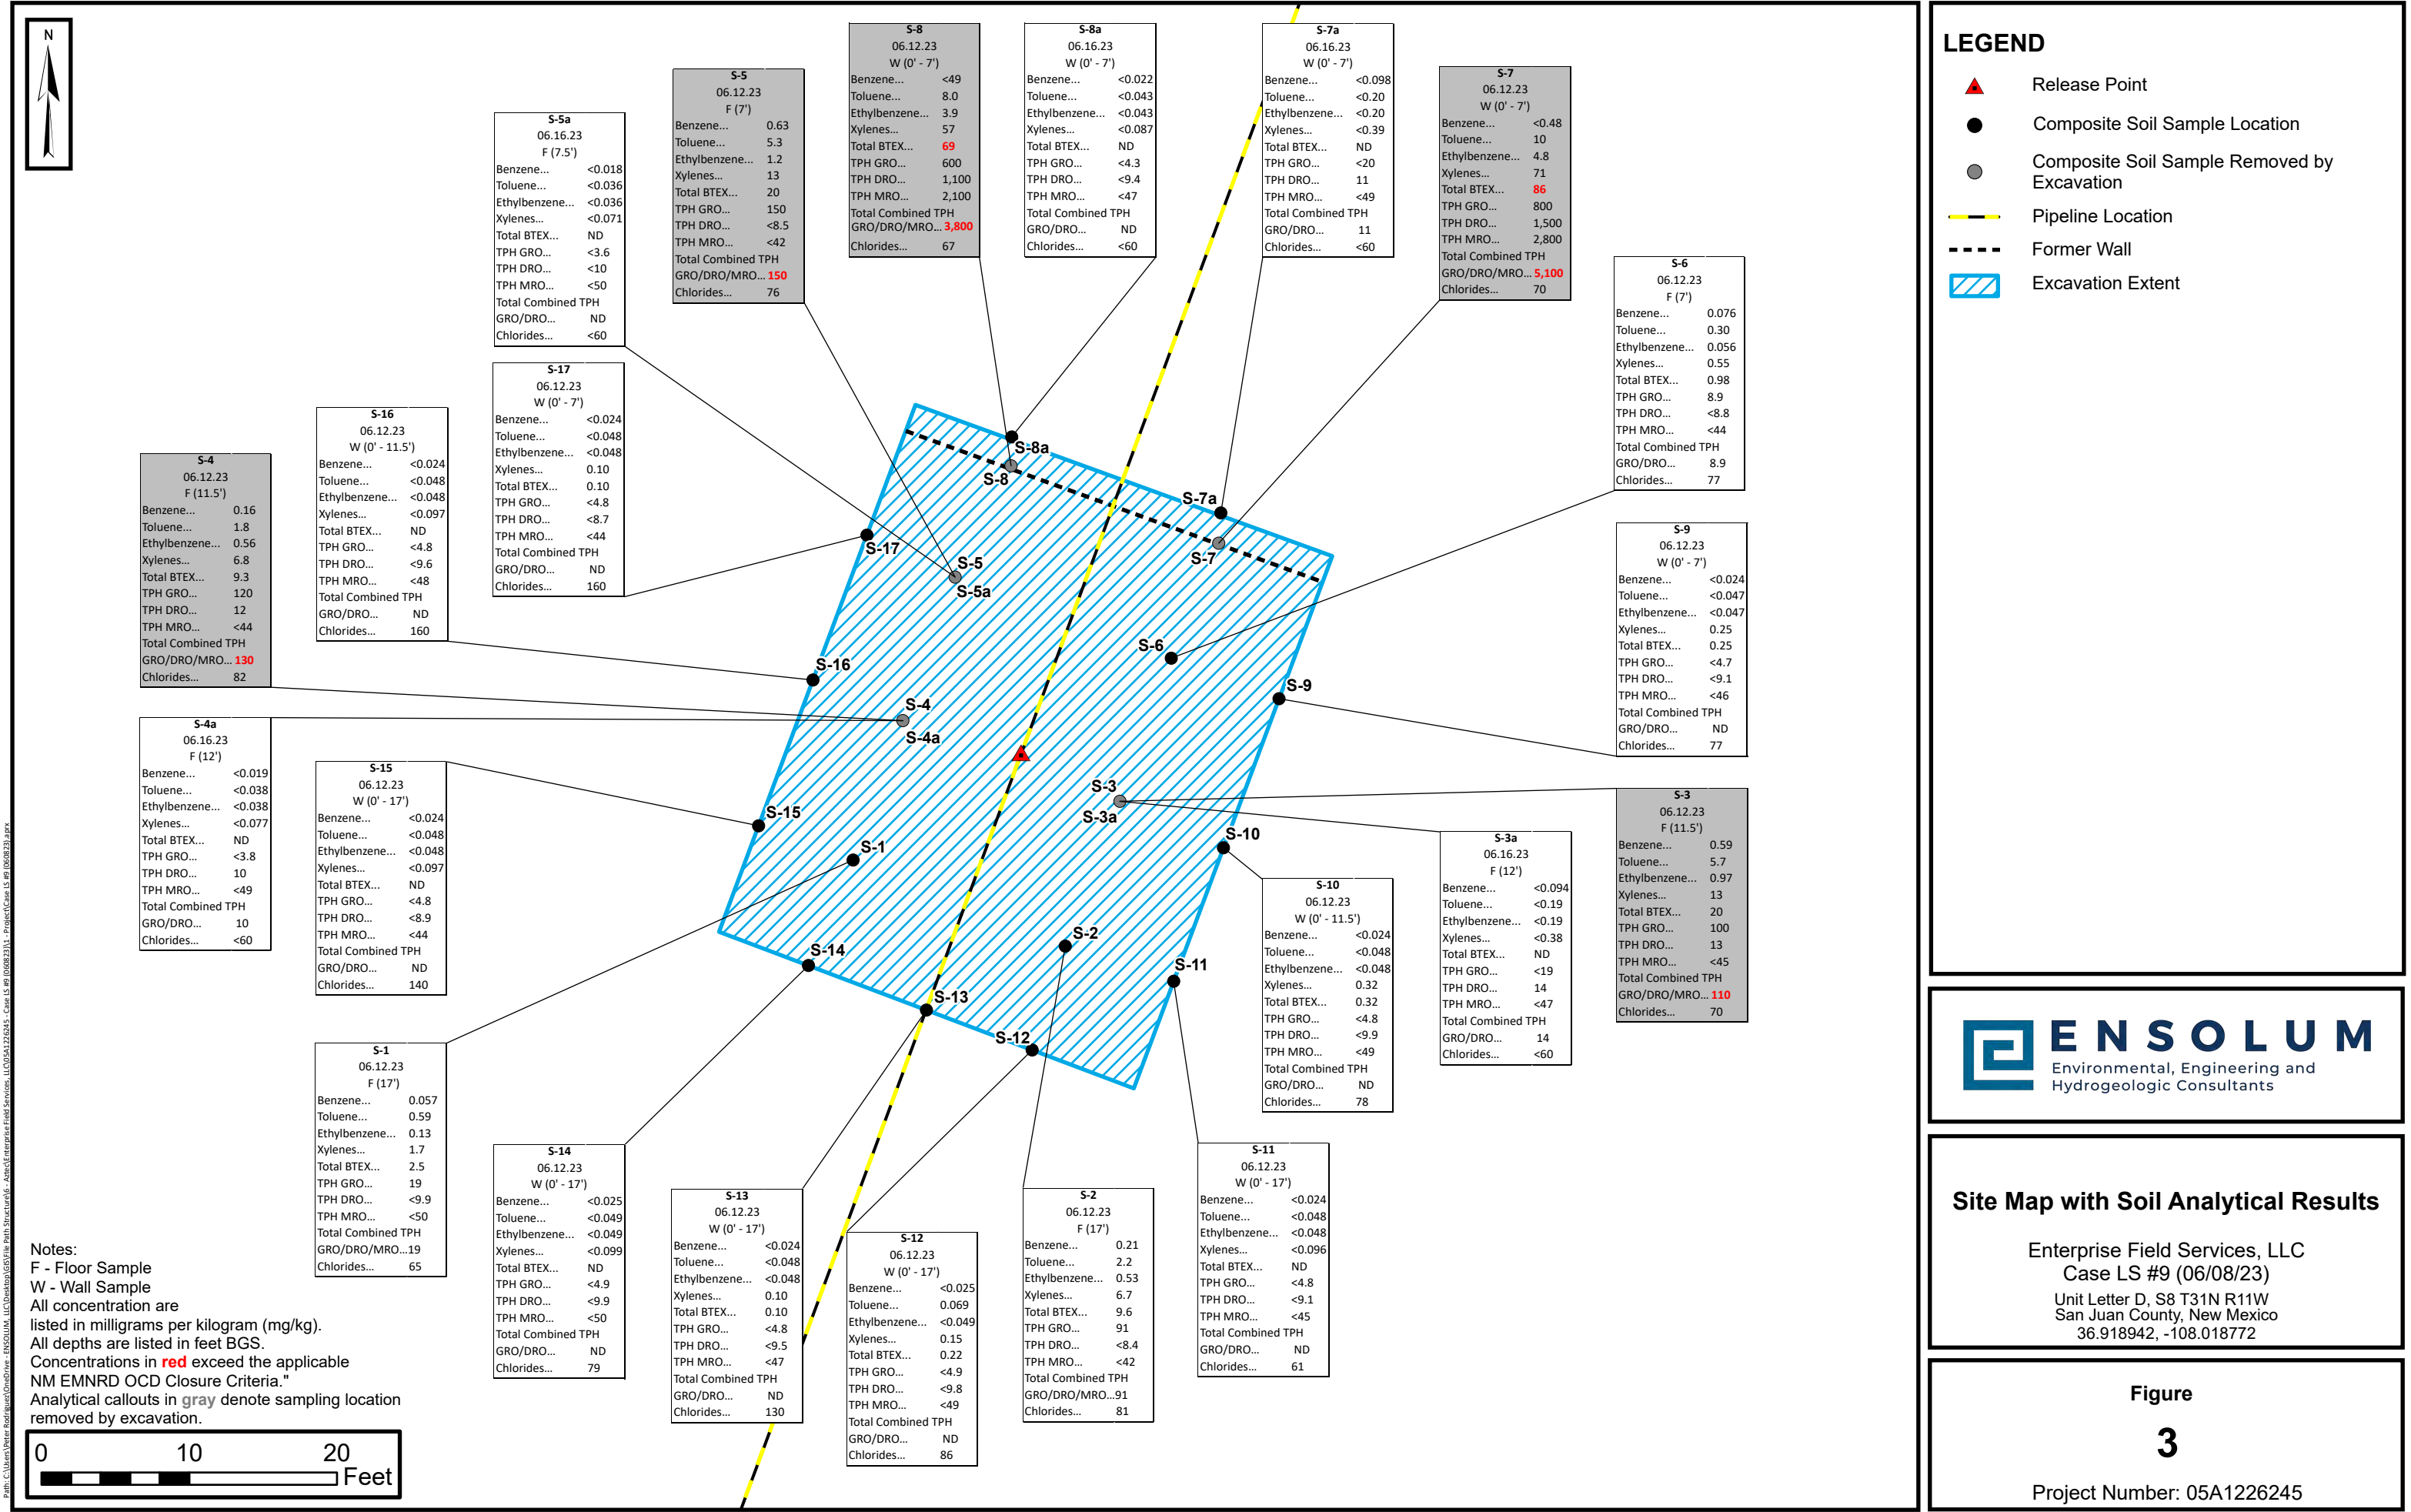 N
S-8
06.12.23
W (0' - 7')
Benzene... <49
Toluene... 8.0
Ethylbenzene... 3.9
Xylenes... 57
Total BTEX... 69
TPH GRO... 600
TPH DRO... 1,100
TPH MRO... 2,100
Total Combined TPH
GRO/DRO/MRO... 3,800
Chlorides... 67
S-8a
06.16.23
W (0' - 7')
Benzene... <0.022
Toluene... <0.043
Ethylbenzene... <0.043
Xylenes... <0.087
Total BTEX... ND
TPH GRO... <4.3
TPH DRO... <9.4
TPH MRO... <47
Total Combined TPH
GRO/DRO... ND
Chlorides... <60
S-7a
06.16.23
W (0' - 7')
Benzene... <0.098
Toluene... <0.20
Ethylbenzene... <0.20
Xylenes... <0.39
Total BTEX... ND
TPH GRO... <20
TPH DRO... 11
TPH MRO... <49
Total Combined TPH
GRO/DRO... 11
Chlorides... <60
S-7
06.12.23
W (0' - 7')
Benzene... <0.48
Toluene... 10
Ethylbenzene... 4.8
Xylenes... 71
Total BTEX... 86
TPH GRO... 800
TPH DRO... 1,500
TPH MRO... 2,800
Total Combined TPH
GRO/DRO/MRO... 5,100
Chlorides... 70
S-5
06.12.23
F (7')
Benzene... 0.63
Toluene... 5.3
Ethylbenzene... 1.2
Xylenes... 13
Total BTEX... 20
TPH GRO... 150
TPH DRO... <8.5
TPH MRO... <42
Total Combined TPH
GRO/DRO/MRO... 150
Chlorides... 76
S-5a
06.16.23
F (7.5')
Benzene... <0.018
Toluene... <0.036
Ethylbenzene... <0.036
Xylenes... <0.071
Total BTEX... ND
TPH GRO... <3.6
TPH DRO... <10
TPH MRO... <50
Total Combined TPH
GRO/DRO... ND
Chlorides... <60
S-6
06.12.23
F (7')
Benzene... 0.076
Toluene... 0.30
Ethylbenzene... 0.056
Xylenes... 0.55
Total BTEX... 0.98
TPH GRO... 8.9
TPH DRO... <8.8
TPH MRO... <44
Total Combined TPH
GRO/DRO... 8.9
Chlorides... 77
S-17
06.12.23
W (0' - 7')
Benzene... <0.024
Toluene... <0.048
Ethylbenzene... <0.048
Xylenes... 0.10
Total BTEX... 0.10
TPH GRO... <4.8
TPH DRO... <8.7
TPH MRO... <44
Total Combined TPH
GRO/DRO... ND
Chlorides... 160
S-16
06.12.23
W (0' - 11.5')
Benzene... <0.024
Toluene... <0.048
Ethylbenzene... <0.048
Xylenes... <0.097
Total BTEX... ND
TPH GRO... <4.8
TPH DRO... <9.6
TPH MRO... <48
Total Combined TPH
GRO/DRO... ND
Chlorides... 160
S-4
06.12.23
F (11.5')
Benzene... 0.16
Toluene... 1.8
Ethylbenzene... 0.56
Xylenes... 6.8
Total BTEX... 9.3
TPH GRO... 120
TPH DRO... 12
TPH MRO... <44
Total Combined TPH
GRO/DRO/MRO... 130
Chlorides... 82
S-9
06.12.23
W (0' - 7')
Benzene... <0.024
Toluene... <0.047
Ethylbenzene... <0.047
Xylenes... 0.25
Total BTEX... 0.25
TPH GRO... <4.7
TPH DRO... <9.1
TPH MRO... <46
Total Combined TPH
GRO/DRO... ND
Chlorides... 77
S-4a
06.16.23
F (12')
Benzene... <0.019
Toluene... <0.038
Ethylbenzene... <0.038
Xylenes... <0.077
Total BTEX... ND
TPH GRO... <3.8
TPH DRO... 10
TPH MRO... <49
Total Combined TPH
GRO/DRO... 10
Chlorides... <60
S-15
06.12.23
W (0' - 17')
Benzene... <0.024
Toluene... <0.048
Ethylbenzene... <0.048
Xylenes... <0.097
Total BTEX... ND
TPH GRO... <4.8
TPH DRO... <8.9
TPH MRO... <44
Total Combined TPH
GRO/DRO... ND
Chlorides... 140
S-3
06.12.23
F (11.5')
Benzene... 0.59
Toluene... 5.7
Ethylbenzene... 0.97
Xylenes... 13
Total BTEX... 20
TPH GRO... 100
TPH DRO... 13
TPH MRO... <45
Total Combined TPH
GRO/DRO/MRO... 110
Chlorides... 70
S-3a
06.16.23
F (12')
Benzene... <0.094
Toluene... <0.19
Ethylbenzene... <0.19
Xylenes... <0.38
Total BTEX... ND
TPH GRO... <19
TPH DRO... 14
TPH MRO... <47
Total Combined TPH
GRO/DRO... 14
Chlorides... <60
S-10
06.12.23
W (0' - 11.5')
Benzene... <0.024
Toluene... <0.048
Ethylbenzene... <0.048
Xylenes... 0.32
Total BTEX... 0.32
TPH GRO... <4.8
TPH DRO... <9.9
TPH MRO... <49
Total Combined TPH
GRO/DRO... ND
Chlorides... 78
S-1
06.12.23
F (17')
Benzene... 0.057
Toluene... 0.59
Ethylbenzene... 0.13
Xylenes... 1.7
Total BTEX... 2.5
TPH GRO... 19
TPH DRO... <9.9
TPH MRO... <50
Total Combined TPH
GRO/DRO/MRO...19
Chlorides... 65
S-14
06.12.23
W (0' - 17')
Benzene... <0.025
Toluene... <0.049
Ethylbenzene... <0.049
Xylenes... <0.099
Total BTEX... ND
TPH GRO... <4.9
TPH DRO... <9.9
TPH MRO... <50
Total Combined TPH
GRO/DRO... ND
Chlorides... 79
S-13
06.12.23
W (0' - 17')
Benzene... <0.024
Toluene... <0.048
Ethylbenzene... <0.048
Xylenes... 0.10
Total BTEX... 0.10
TPH GRO... <4.8
TPH DRO... <9.5
TPH MRO... <47
Total Combined TPH
GRO/DRO... ND
Chlorides... 130
S-12
06.12.23
W (0' - 17')
Benzene... <0.025
Toluene... 0.069
Ethylbenzene... <0.049
Xylenes... 0.15
Total BTEX... 0.22
TPH GRO... <4.9
TPH DRO... <9.8
TPH MRO... <49
Total Combined TPH
GRO/DRO... ND
Chlorides... 86
S-2
06.12.23
F (17')
Benzene... 0.21
Toluene... 2.2
Ethylbenzene... 0.53
Xylenes... 6.7
Total BTEX... 9.6
TPH GRO... 91
TPH DRO... <8.4
TPH MRO... <42
Total Combined TPH
GRO/DRO/MRO...91
Chlorides... 81
S-11
06.12.23
W (0' - 17')
Benzene... <0.024
Toluene... <0.048
Ethylbenzene... <0.048
Xylenes... <0.096
Total BTEX... ND
TPH GRO... <4.8
TPH DRO... <9.1
TPH MRO... <45
Total Combined TPH
GRO/DRO... ND
Chlorides... 61
S-8a
S-8
S-7a
S-7
S-17
S-5
S-5a
S-6
S-16
S-9
S-4
S-4a
S-3
S-3a
S-15
S-10
S-1
S-2
S-14
S-11
S-13
S-12
Notes:
F - Floor Sample
W - Wall Sample
All concentration are
listed in milligrams per kilogram (mg/kg).
All depths are listed in feet BGS.
Concentrations in red exceed the applicable
NM EMNRD OCD Closure Criteria."
Analytical callouts in gray denote sampling location
removed by excavation.
0 10 20
Feet
LEGEND
Release Point
Composite Soil Sample Location
Composite Soil Sample Removed by
Excavation
Pipeline Location
Former Wall
Excavation Extent
ENSOLUM
Environmental, Engineering and
Hydrogeologic Consultants
Site Map with Soil Analytical Results
Enterprise Field Services, LLC
Case LS #9 (06/08/23)
Unit Letter D, S8 T31N R11W
San Juan County, New Mexico
36.918942, -108.018772
Figure
3
Project Number: 05A1226245